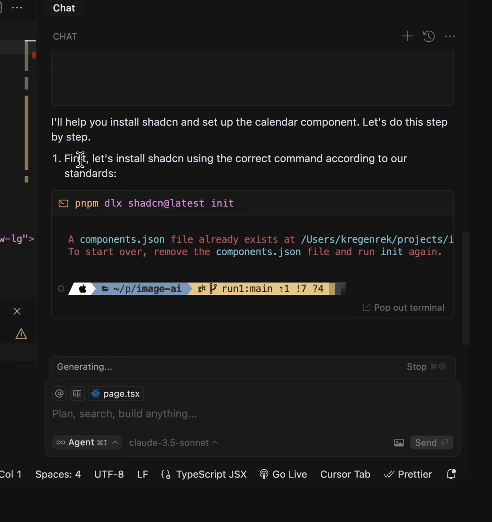 Chat
CHAT
I'll help you install shadcn and set up the calendar component. Let's do this step
by step.
1. First, let's install shadcn using the correct command according to our
standards:
pnpm dlx shadcn@latest init
A components.json file already exists at /Users/kregenrek/projects/i
To start over, remove the components.json file and run init again.
~/p/image-ai run1:main ↑1 !7 ?4
Pop out terminal
w-lg">
Generating...
Stop ⌘⌫
@ page.tsx
Plan, search, build anything...
∞ Agent ⌘I
claude-3.5-sonnet
Send ⏎
Col 1 Spaces: 4 UTF-8 LF {} TypeScript JSX Go Live Cursor Tab Prettier